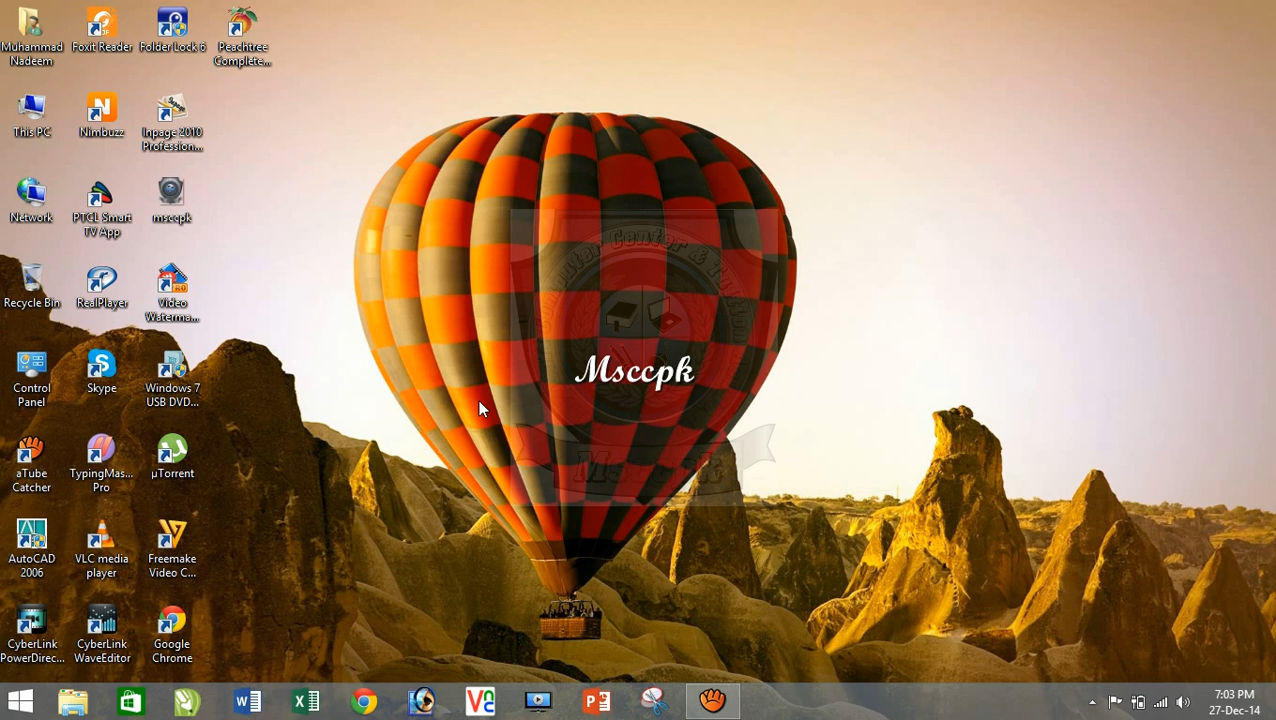 Muhammad
Nadeem
Foxit Reader
Folder Lock 6
Peachtree
Complete...
This PC
Nimbuzz
Inpage 2010
Profession...
Network
PTCL Smart
TV App
msccpk
Recycle Bin
RealPlayer
Video
Waterma...
Control
Panel
Skype
Windows 7
USB DVD...
aTube
Catcher
TypingMas...
Pro
µTorrent
AutoCAD
2006
VLC media
player
Freemake
Video C...
CyberLink
PowerDirec...
CyberLink
WaveEditor
Google
Chrome
Computer Center &
Msccpk
7:03 PM
27-Dec-14